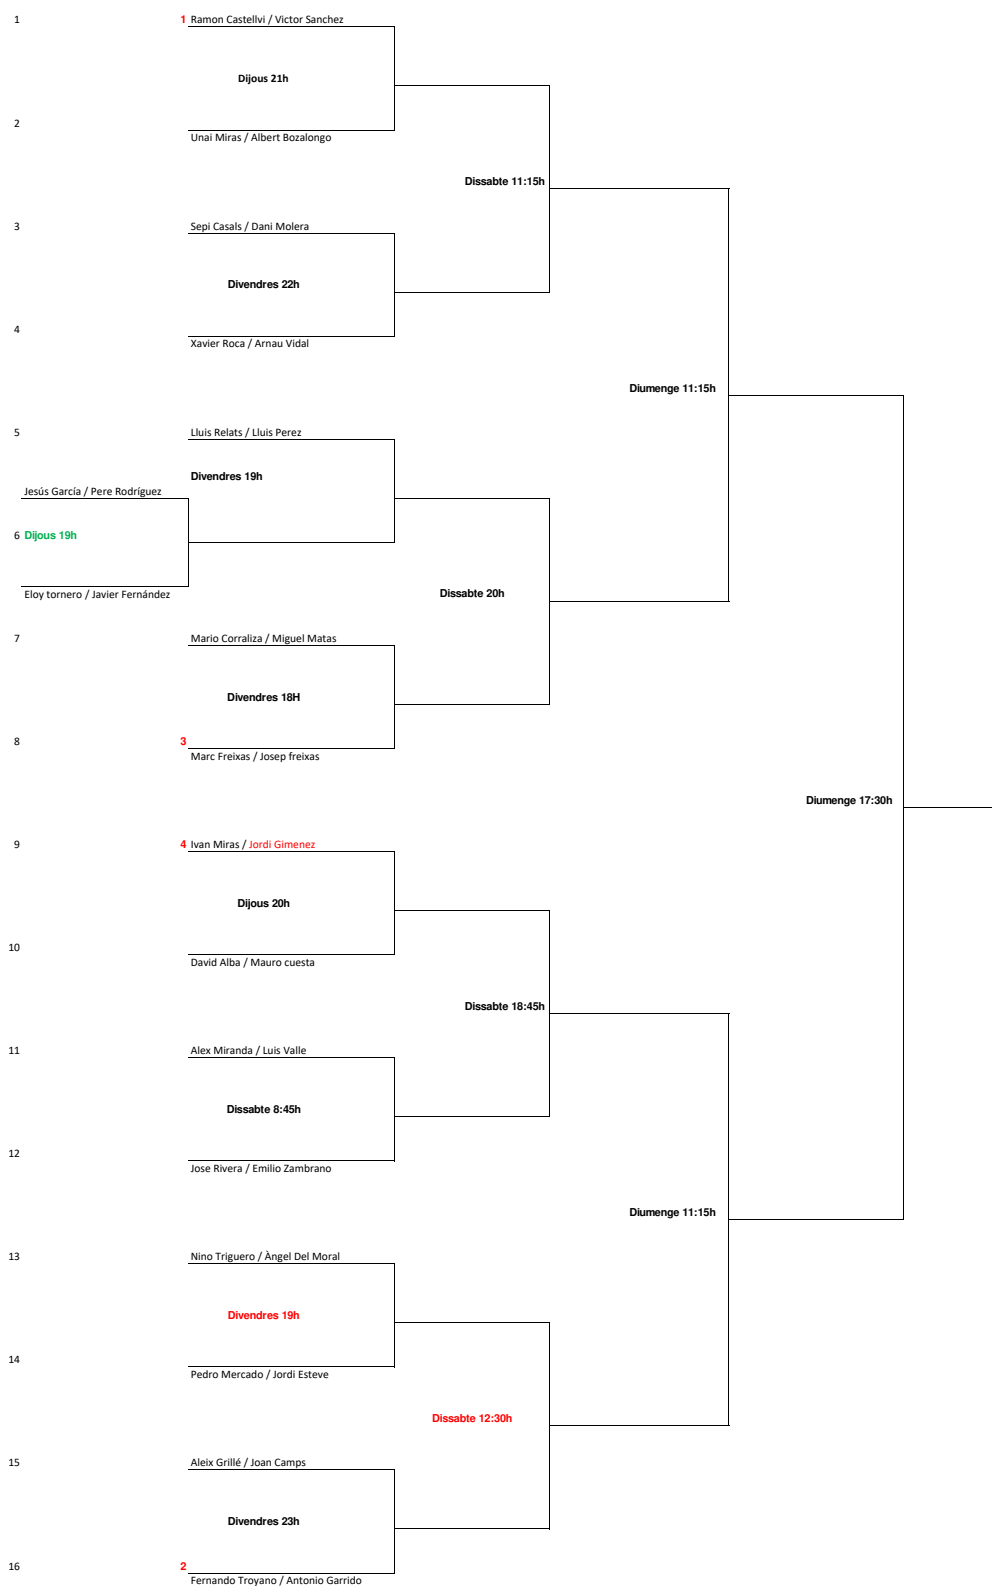 1 1 Ramon Castellvi / Victor Sanchez
Dijous 21h
2
Unai Miras / Albert Bozalongo
Dissabte 11:15h
3 Sepi Casals / Dani Molera
Divendres 22h
4
Xavier Roca / Arnau Vidal
Diumenge 11:15h
5 Lluis Relats / Lluis Perez
Divendres 19h
Jesús García / Pere Rodríguez
6 Dijous 19h
Eloy tornero / Javier Fernández
Dissabte 20h
7 Mario Corraliza / Miguel Matas
Divendres 18H
8 3
Marc Freixas / Josep freixas
Diumenge 17:30h
9 4 Ivan Miras / Jordi Gimenez
Dijous 20h
10
David Alba / Mauro cuesta
Dissabte 18:45h
11 Alex Miranda / Luis Valle
Dissabte 8:45h
12
Jose Rivera / Emilio Zambrano
Diumenge 11:15h
13 Nino Triguero / Àngel Del Moral
Divendres 19h
14
Pedro Mercado / Jordi Esteve
Dissabte 12:30h
15 Aleix Grillé / Joan Camps
Divendres 23h
16 2
Fernando Troyano / Antonio Garrido